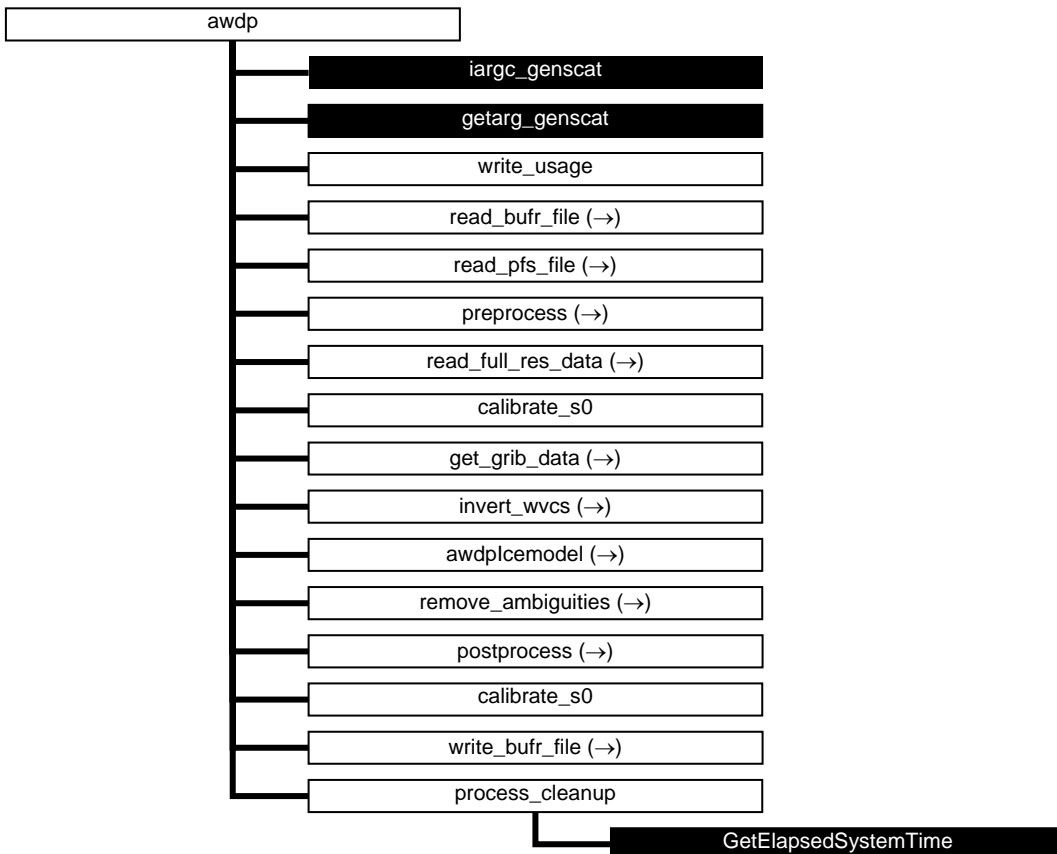 awdp
iargc_genscat
getarg_genscat
write_usage
read_bufr_file (→)
read_pfs_file (→)
preprocess (→)
read_full_res_data (→)
calibrate_s0
get_grib_data (→)
invert_wvcs (→)
awdpIcemodel (→)
remove_ambiguities (→)
postprocess (→)
calibrate_s0
write_bufr_file (→)
process_cleanup
GetElapsedSystemTime